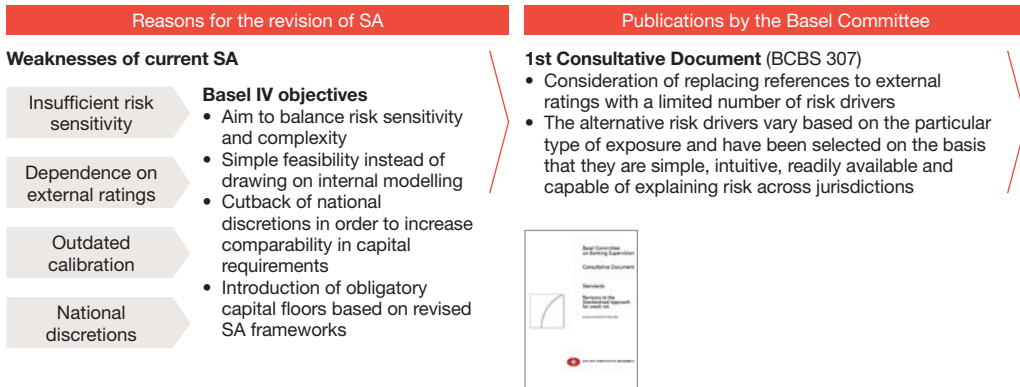 Reasons for the revision of SA
Weaknesses of current SA
Insufficient risk
sensitivity
Dependence on
external ratings
Outdated
calibration
National
discretions
Basel IV objectives
• Aim to balance risk sensitivity
and complexity
• Simple feasibility instead of
drawing on internal modelling
• Cutback of national
discretions in order to increase
comparability in capital
requirements
• Introduction of obligatory
capital floors based on revised
SA frameworks
Publications by the Basel Committee
1st Consultative Document (BCBS 307)
• Consideration of replacing references to external
ratings with a limited number of risk drivers
• The alternative risk drivers vary based on the particular
type of exposure and have been selected on the basis
that they are simple, intuitive, readily available and
capable of explaining risk across jurisdictions
Basel Committee
on Banking Supervision
Consultative Document
Standards
Revisions to the
Standardised Approach
for credit risk